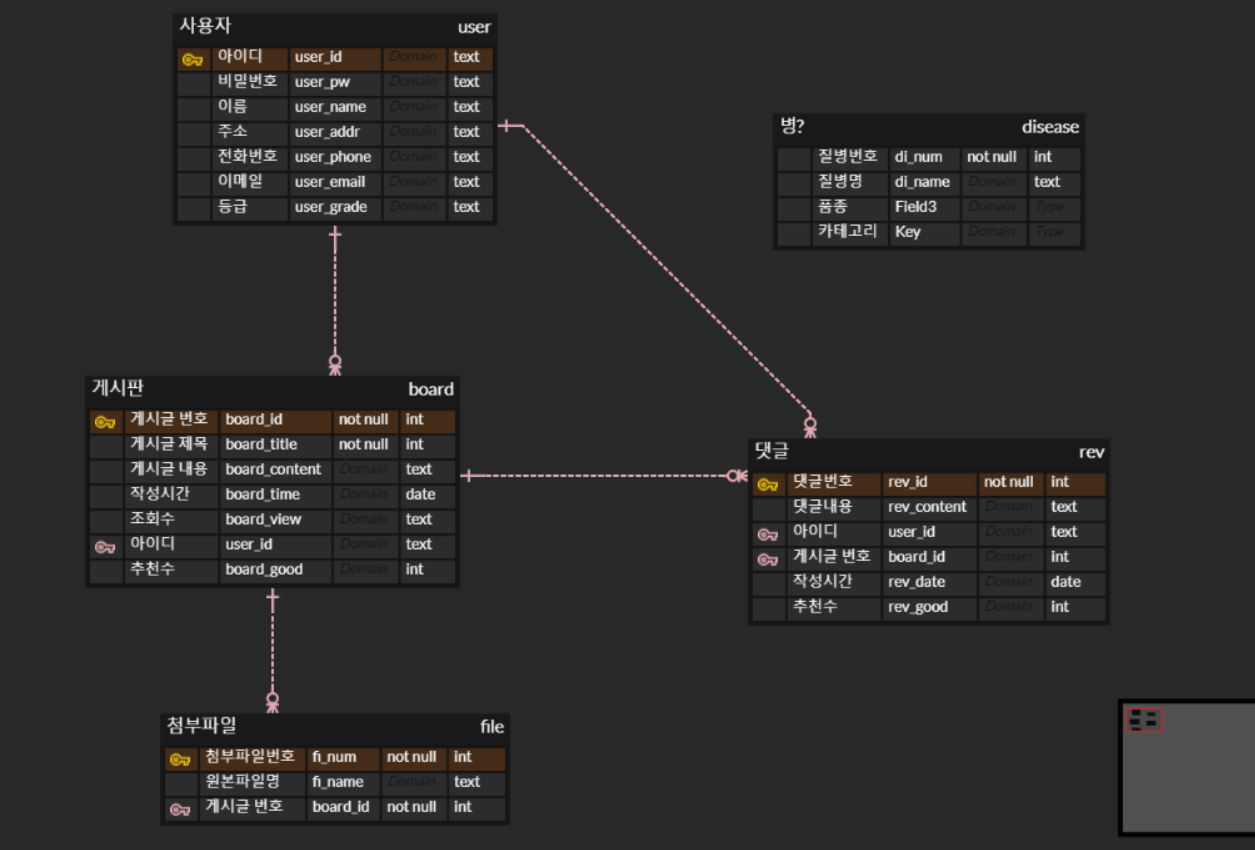 사용자 user
아이디 user_id Domain text
비밀번호 user_pw Domain text
이름 user_name Domain text
주소 user_addr Domain text
전화번호 user_phone Domain text
이메일 user_email Domain text
등급 user_grade Domain text
병? disease
질병번호 di_num not null int
질병명 di_name Domain text
품종 Field3 Domain Type
카테고리 Key Domain Type
게시판 board
게시글 번호 board_id not null int
게시글 제목 board_title not null int
게시글 내용 board_content Domain text
작성시간 board_time Domain date
조회수 board_view Domain text
아이디 user_id Domain text
추천수 board_good Domain int
댓글 rev
댓글번호 rev_id not null int
댓글내용 rev_content Domain text
아이디 user_id Domain text
게시글 번호 board_id Domain int
작성시간 rev_date Domain date
추천수 rev_good Domain int
첨부파일 file
첨부파일번호 fi_num not null int
원본파일명 fi_name Domain text
게시글 번호 board_id not null int